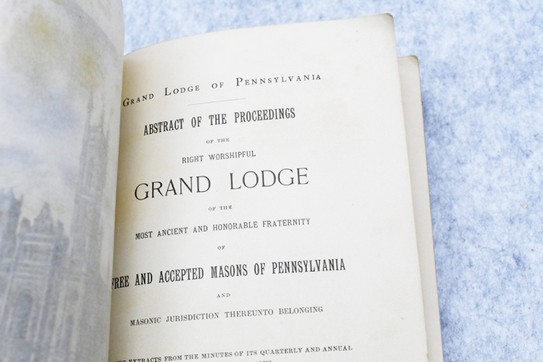 GRAND LODGE OF PENNSYLVANIA
ABSTRACT OF THE PROCEEDINGS
OF THE
RIGHT WORSHIPFUL
GRAND LODGE
OF THE
MOST ANCIENT AND HONORABLE FRATERNITY
OF
FREE AND ACCEPTED MASONS OF PENNSYLVANIA
AND
MASONIC JURISDICTION THEREUNTO BELONGING
EXTRACTS FROM THE MINUTES OF ITS QUARTERLY AND ANNUAL